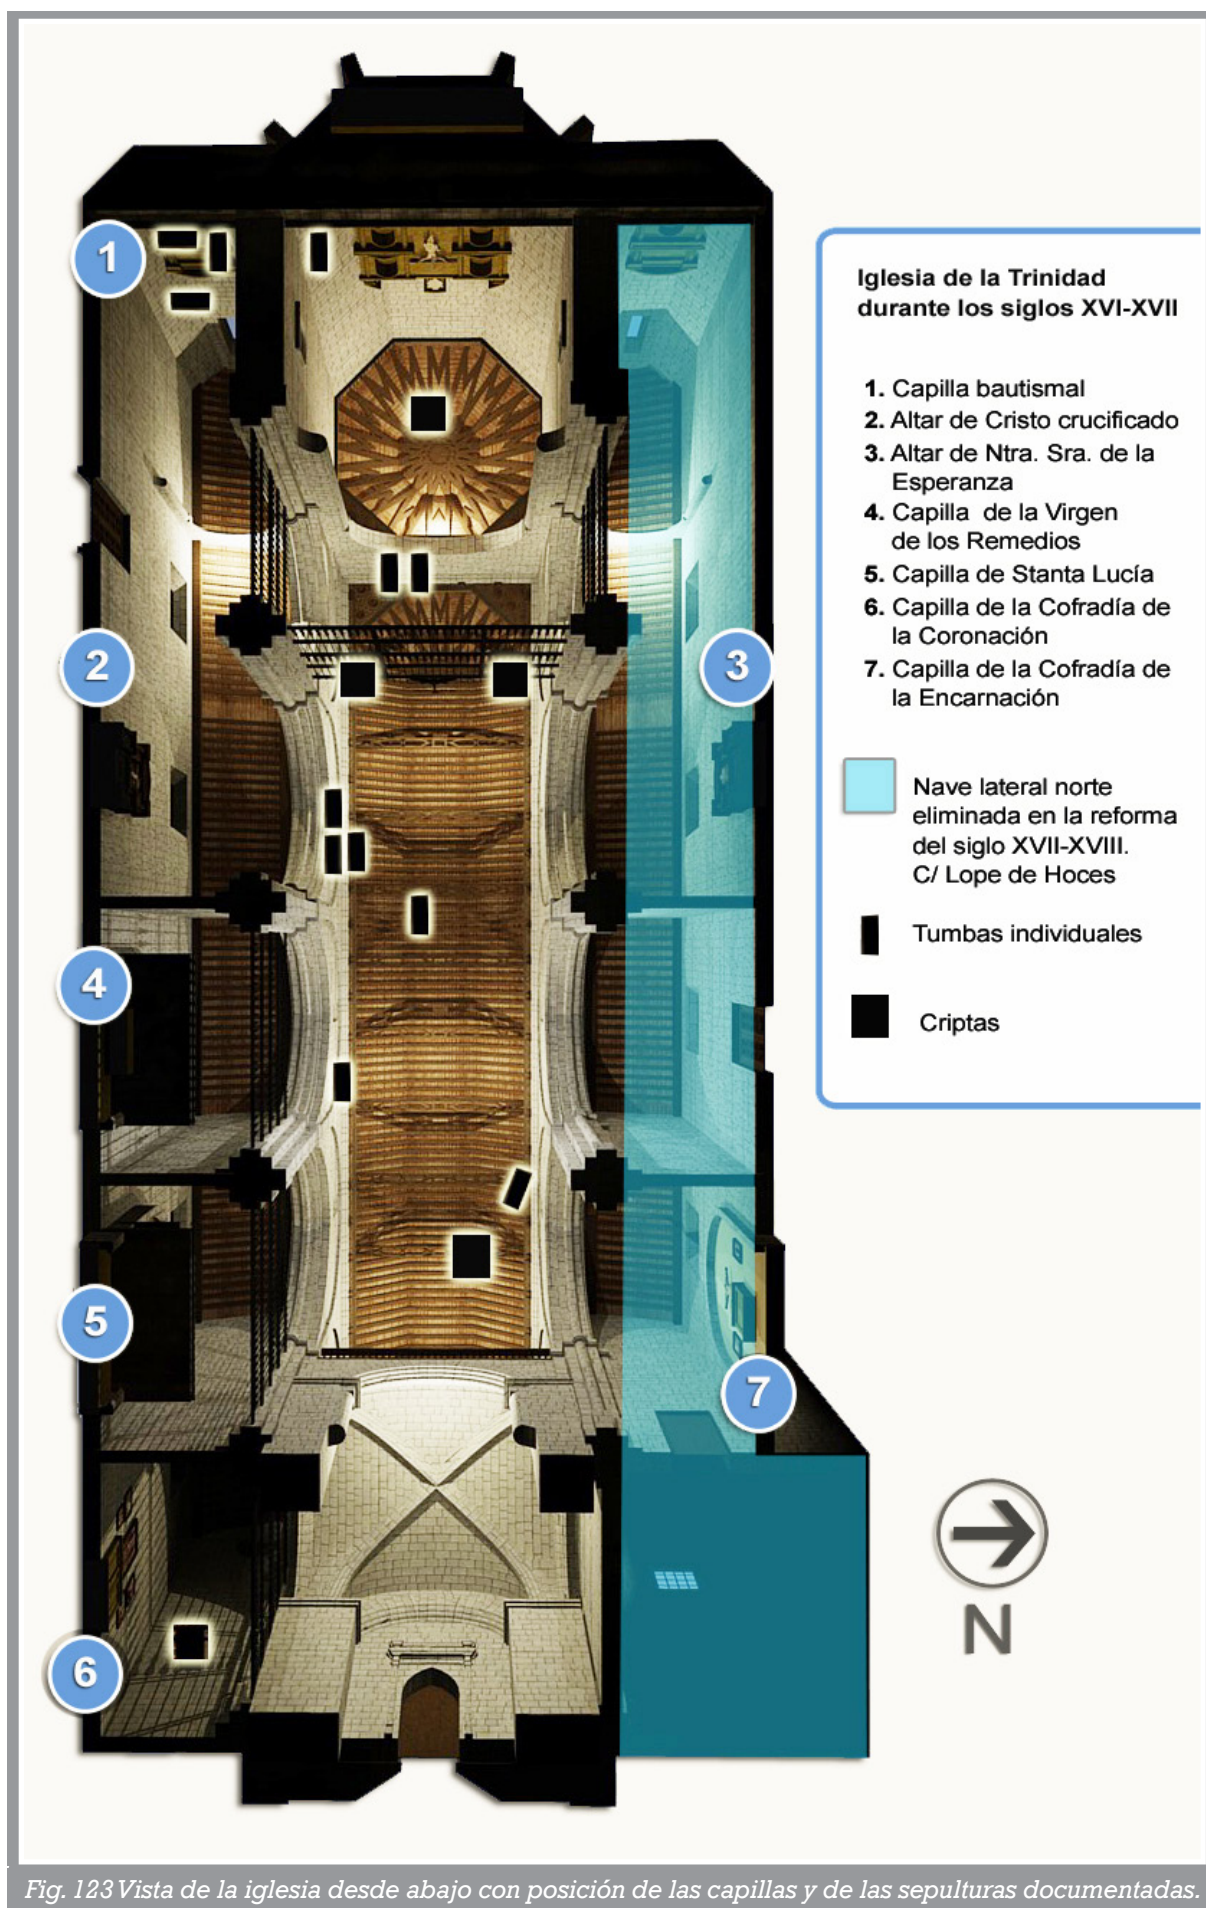 1
2
3
4
5
6
7
Iglesia de la Trinidad
durante los siglos XVI-XVII
1. Capilla bautismal
2. Altar de Cristo crucificado
3. Altar de Ntra. Sra. de la
Esperanza
4. Capilla de la Virgen
de los Remedios
5. Capilla de Stanta Lucía
6. Capilla de la Cofradía de
la Coronación
7. Capilla de la Cofradía de
la Encarnación
Nave lateral norte
eliminada en la reforma
del siglo XVII-XVIII.
C/ Lope de Hoces
Tumbas individuales
Criptas
N
Fig. 123 Vista de la iglesia desde abajo con posición de las capillas y de las sepulturas documentadas.